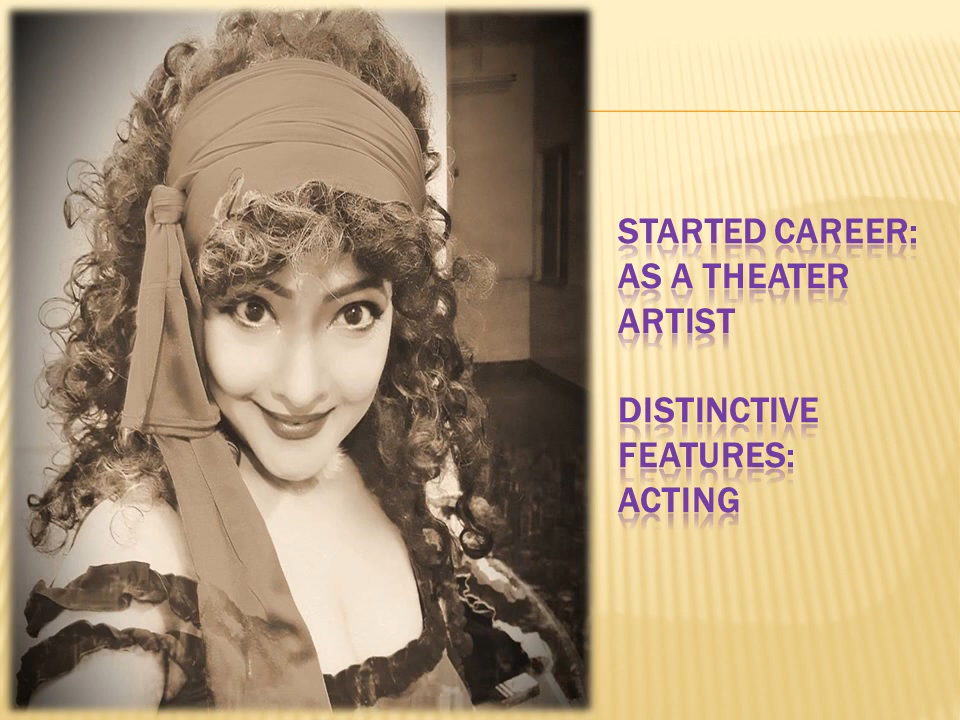 STARTED CAREER:
AS A THEATER
ARTIST
DISTINCTIVE
FEATURES:
ACTING